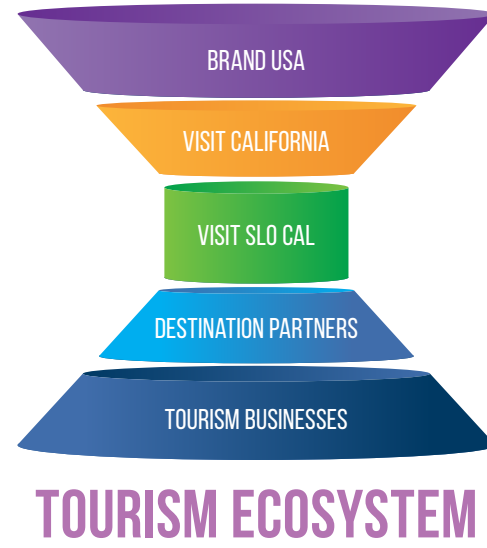 BRAND USA
VISIT CALIFORNIA
VISIT SLO CAL
DESTINATION PARTNERS
TOURISM BUSINESSES
TOURISM ECOSYSTEM